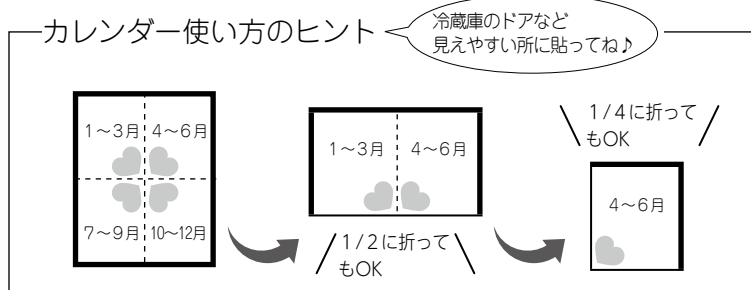 カレンダー使い方のヒント
冷蔵庫のドアなど
見えやすい所に貼ってね♪
1～3月
4～6月
7～9月
10～12月
1～3月
4～6月
1/2に折って
もOK
1/4に折って
もOK
4～6月